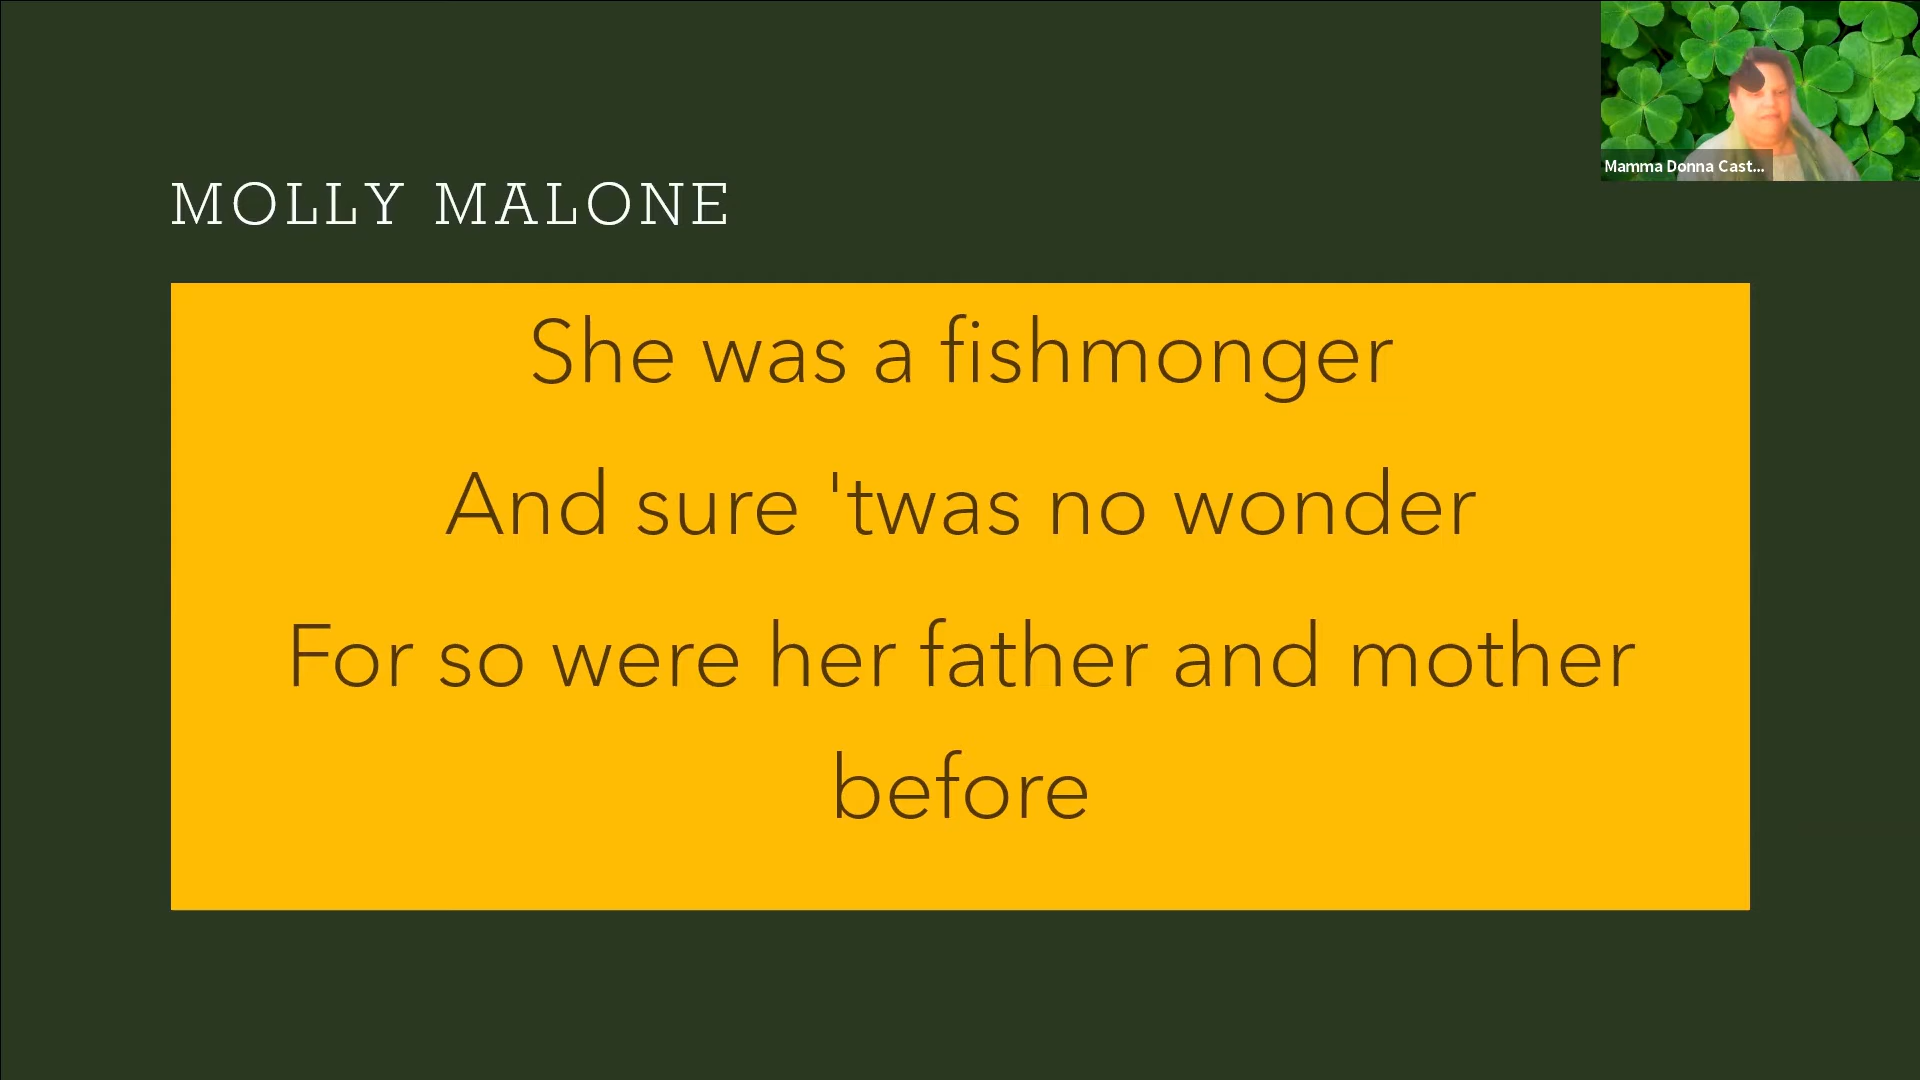 MOLLY MALONE
She was a fishmonger
And sure 'twas no wonder
For so were her father and mother
before
Mamma Donna Cast...